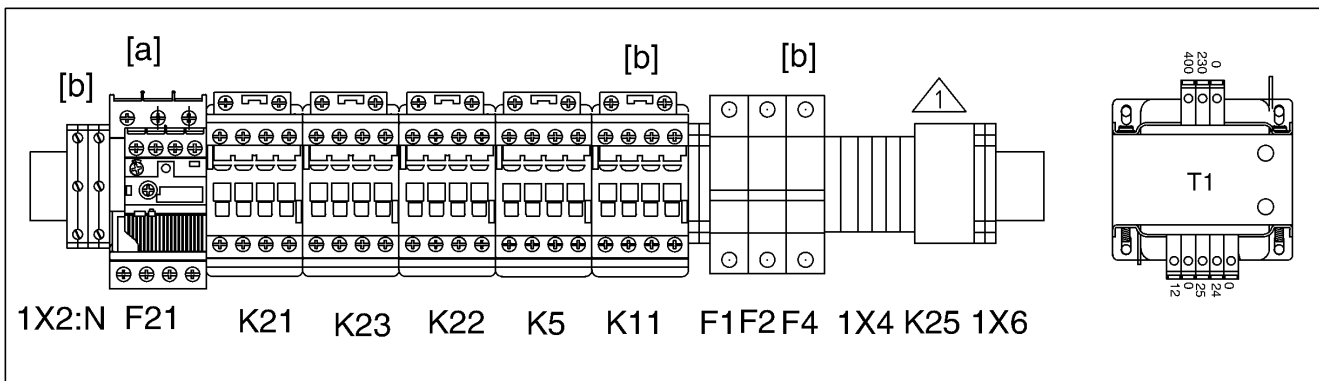 [a]
[b] [b] [b]
1
400 230 0
T1
12 0 25 24 0
1X2:N F21 K21 K23 K22 K5 K11 F1 F2 F4 1X4 K25 1X6